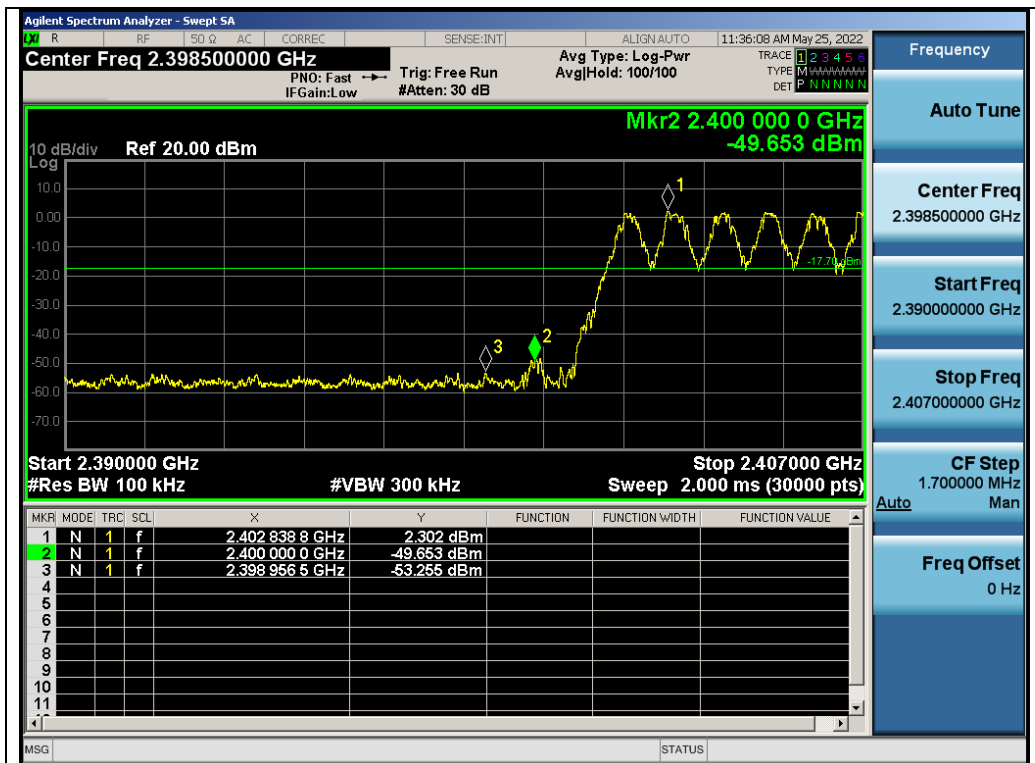 Agilent Spectrum Analyzer - Swept SA
LXI R RF 50 Ω AC CORREC SENSE:INT ALIGN AUTO 11:36:08 AM May 25, 2022
Center Freq 2.398500000 GHz
PNO: Fast
IFGain:Low
Trig: Free Run
#Atten: 30 dB
Avg Type: Log-Pwr
Avg|Hold: 100/100
TRACE 1 2 3 4 5 6
TYPE M
DET P N N N N N
Mkr2 2.400 000 0 GHz
-49.653 dBm
10 dB/div Ref 20.00 dBm
Log
10.0
0.00
-10.0
-20.0
-30.0
-40.0
-50.0
-60.0
-70.0
1
2
3
-17.70 dBm
Start 2.390000 GHz
Stop 2.407000 GHz
#Res BW 100 kHz
#VBW 300 kHz
Sweep 2.000 ms (30000 pts)
MKR MODE TRC SCL X Y FUNCTION FUNCTION WIDTH FUNCTION VALUE
1 N 1 f 2.402 838 8 GHz 2.302 dBm
2 N 1 f 2.400 000 0 GHz -49.653 dBm
3 N 1 f 2.398 956 5 GHz -53.255 dBm
4
5
6
7
8
9
10
11
MSG
STATUS
Frequency
Auto Tune
Center Freq
2.398500000 GHz
Start Freq
2.390000000 GHz
Stop Freq
2.407000000 GHz
CF Step
1.700000 MHz
Auto Man
Freq Offset
0 Hz